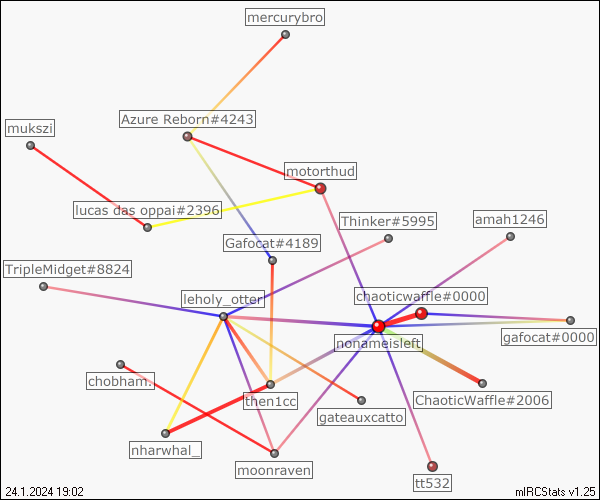 mercurybro
Azure Reborn#4243
mukszi
motorthud
lucas das oppai#2396
Thinker#5995
amah1246
Gafocat#4189
TripleMidget#8824
leholy_otter
chaoticwaffle#0000
nonameisleft
gafocat#0000
chobham.
then1cc
ChaoticWaffle#2006
gateauxcatto
nharwhal_
moonraven
tt532
24.1.2024 19:02
mIRCStats v1.25